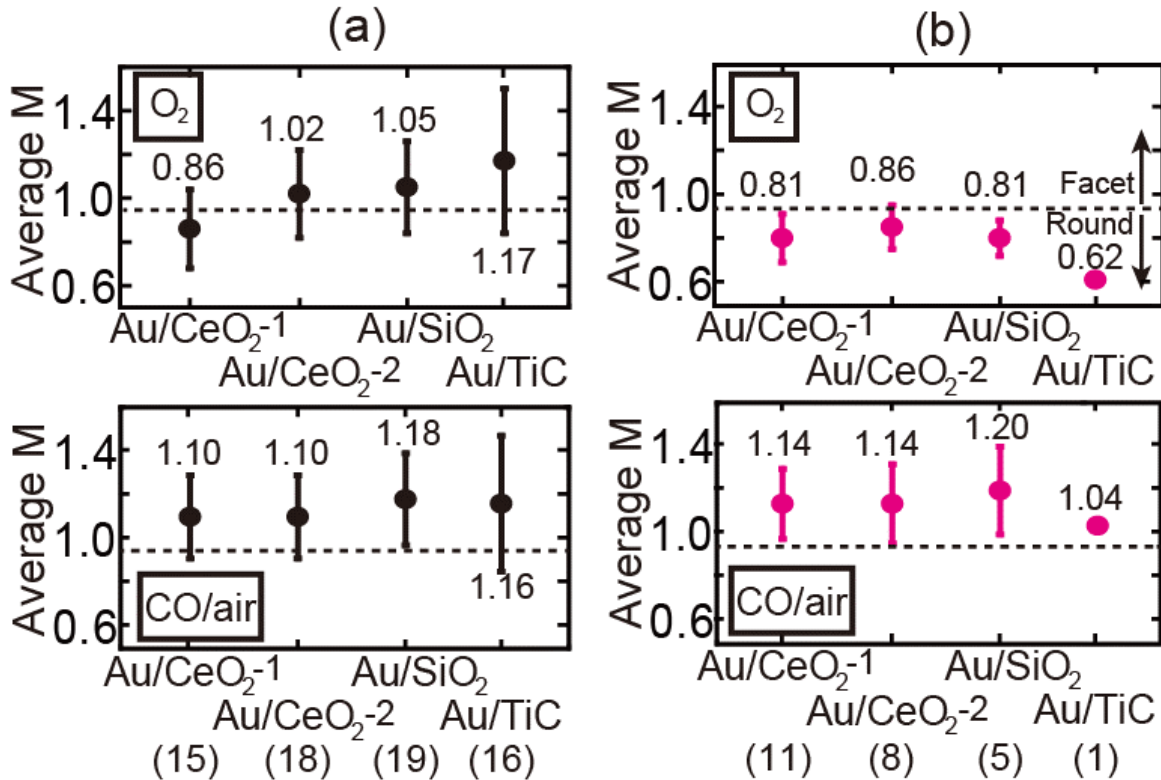 (a)
O₂
Average M
1.4
1.0
0.6
0.86
1.02
1.05
1.17
Au/CeO₂-1
Au/SiO₂
Au/CeO₂-2
Au/TiC
Average M
1.4
1.0
0.6
1.10
1.10
1.18
1.16
CO/air
Au/CeO₂-1
Au/SiO₂
Au/CeO₂-2
Au/TiC
(15) (18) (19) (16)
(b)
O₂
Average M
1.4
1.0
0.6
0.81
0.86
0.81
Facet
Round
0.62
Au/CeO₂-1
Au/SiO₂
Au/CeO₂-2
Au/TiC
Average M
1.4
1.0
0.6
1.14
1.14
1.20
1.04
CO/air
Au/CeO₂-1
Au/SiO₂
Au/CeO₂-2
Au/TiC
(11) (8) (5) (1)